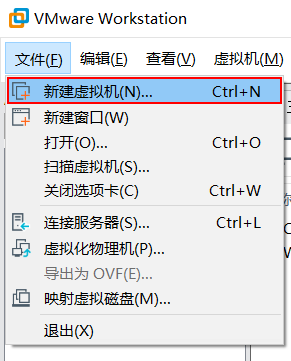 VMware Workstation
文件(F) 编辑(E) 查看(V) 虚拟机(M)
新建虚拟机(N)... Ctrl+N
新建窗口(W)
打开(O)... Ctrl+O
扫描虚拟机(S)...
关闭选项卡(C) Ctrl+W
连接服务器(S)... Ctrl+L
虚拟化物理机(P)...
导出为 OVF(E)...
映射虚拟磁盘(M)...
退出(X)